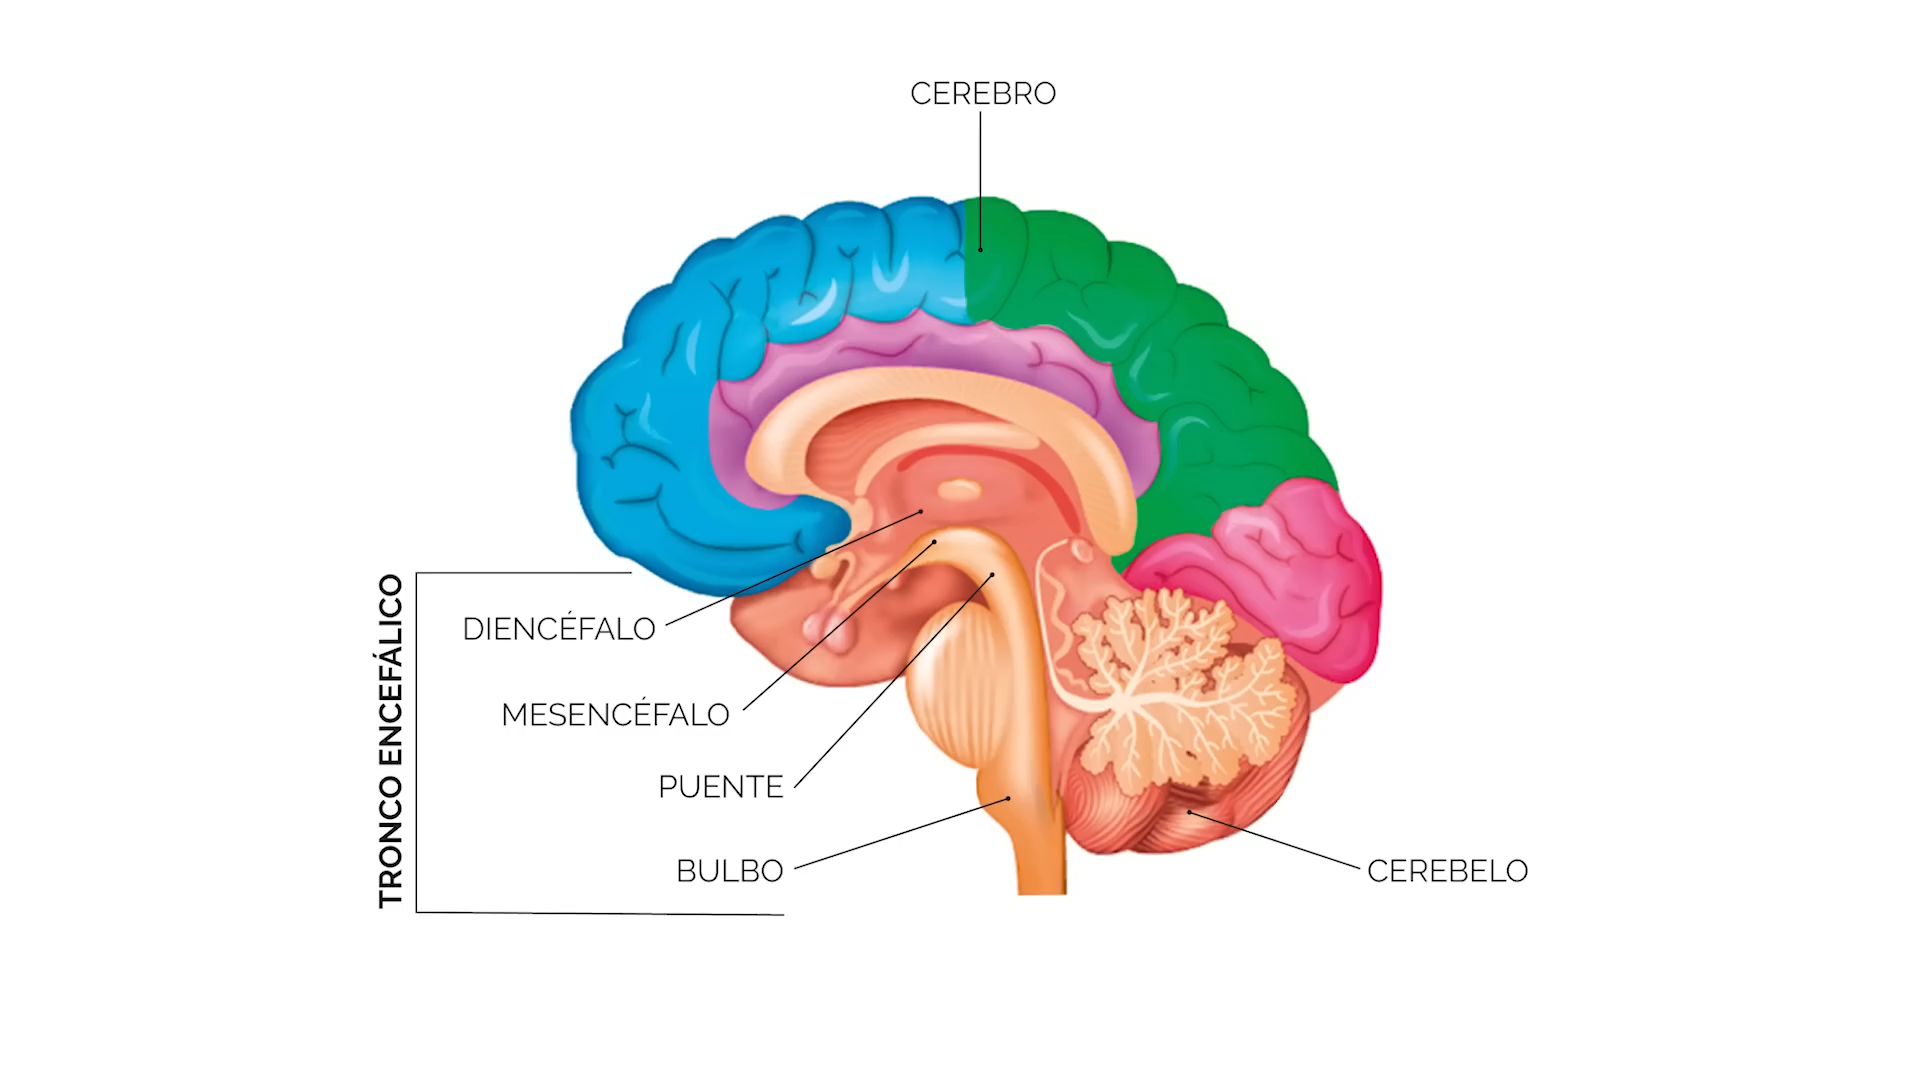 CEREBRO
TRONCO ENCEFÁLICO
DIENCÉFALO
MESENCÉFALO
PUENTE
BULBO
CEREBELO